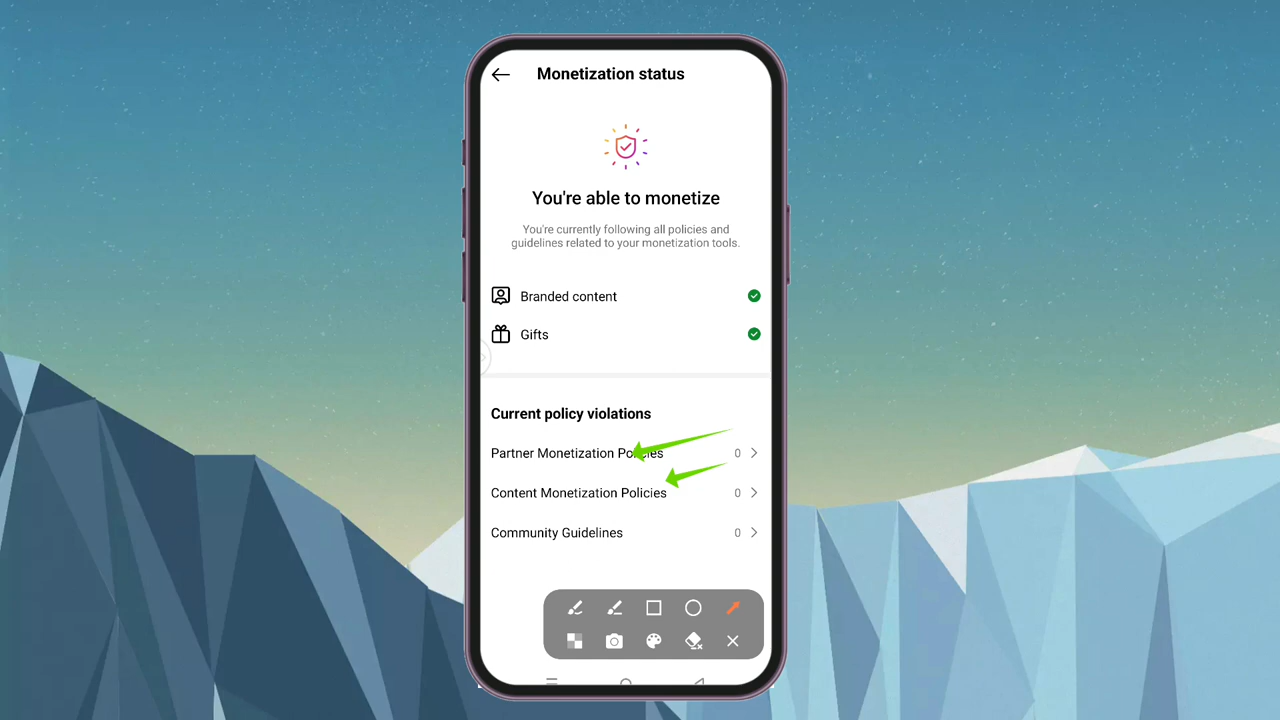 Monetization status
You're able to monetize
You're currently following all policies and
guidelines related to your monetization tools.
Branded content
Gifts
Current policy violations
Partner Monetization Policies 0
Content Monetization Policies 0
Community Guidelines 0